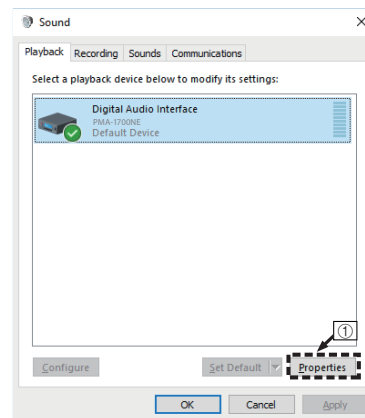 Sound
Playback Recording Sounds Communications
Select a playback device below to modify its settings:
Digital Audio Interface
PMA-1700NE
Default Device
①
Configure Set Default Properties
OK Cancel Apply